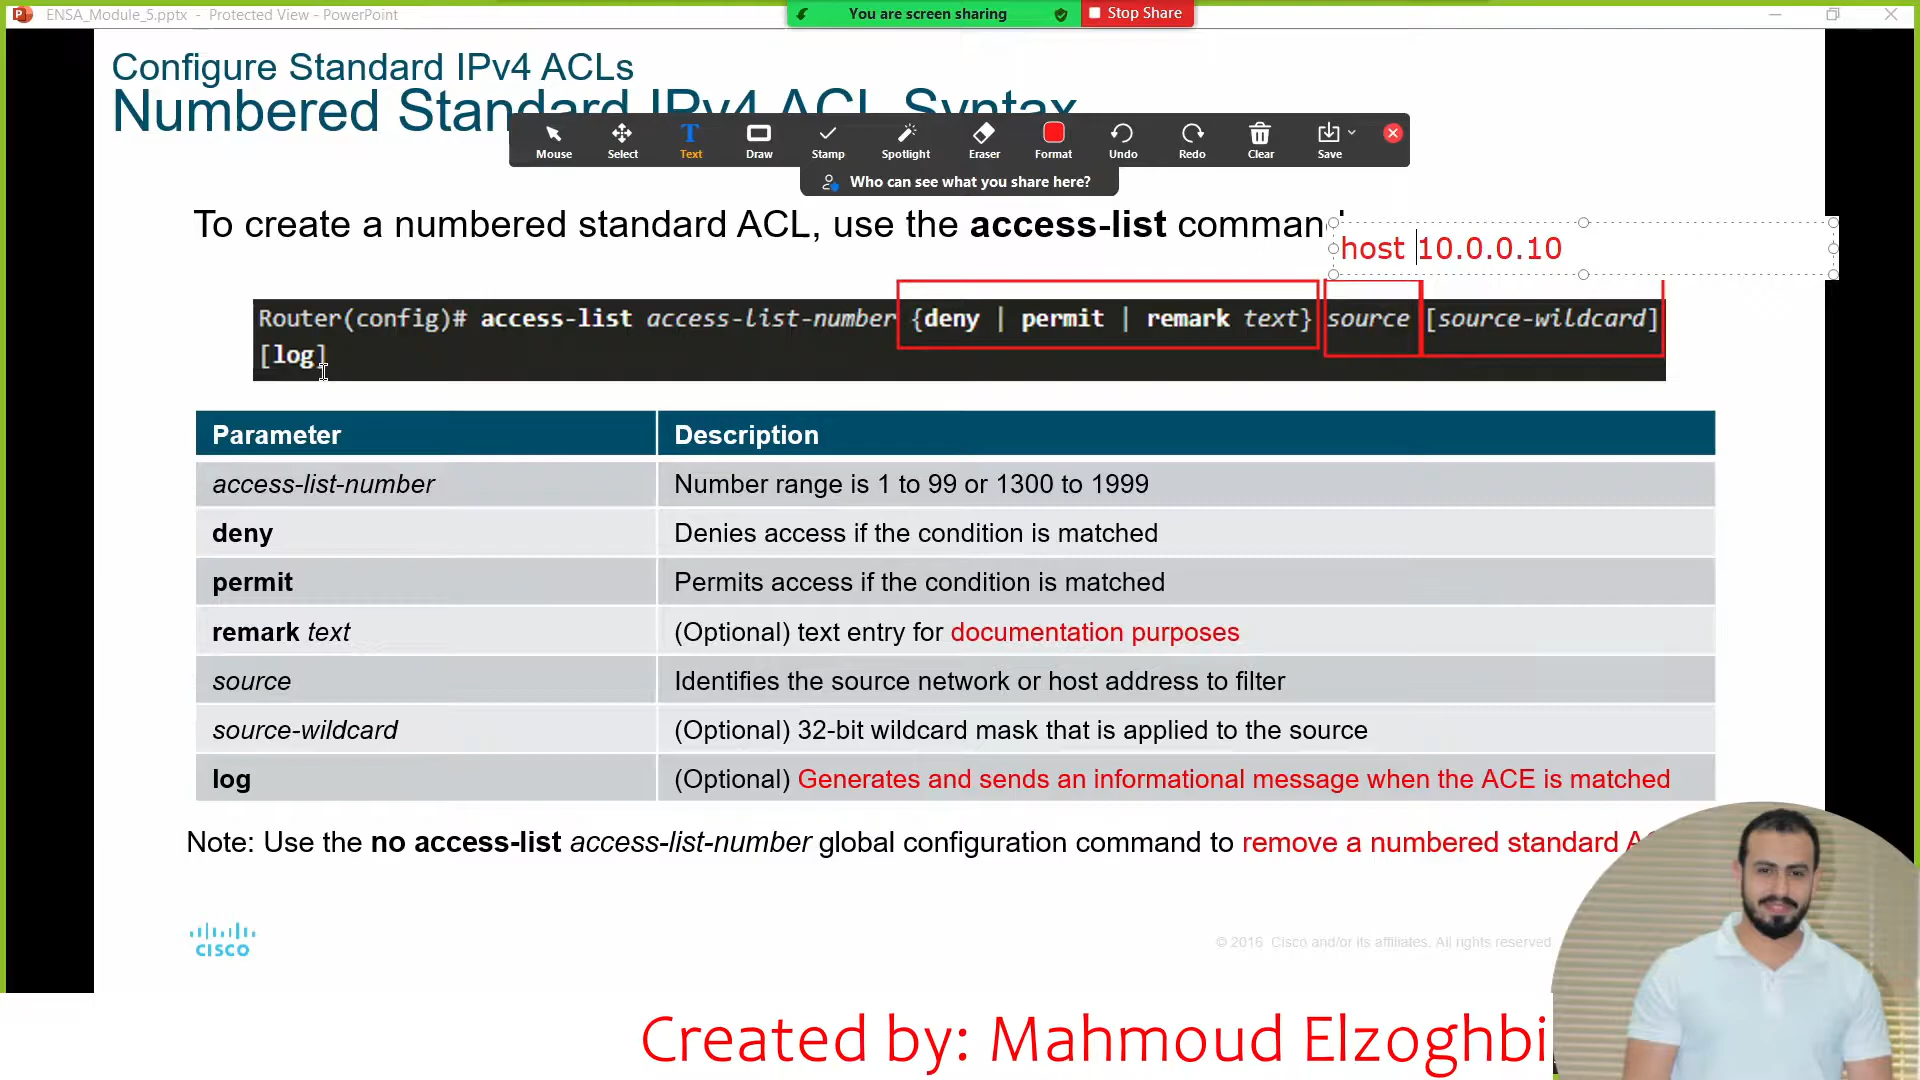 ENSA_Module_5.pptx - Protected View - PowerPoint
You are screen sharing
Stop Share
Configure Standard IPv4 ACLs
Numbered Standard IPv4 ACL Syntax
Mouse Select Text Draw Stamp Spotlight Eraser Format Undo Redo Clear Save
Who can see what you share here?
To create a numbered standard ACL, use the access-list command
host 10.0.0.10
Router(config)# access-list access-list-number {deny | permit | remark text} source [source-wildcard]
[log]
Parameter Description
access-list-number Number range is 1 to 99 or 1300 to 1999
deny Denies access if the condition is matched
permit Permits access if the condition is matched
remark text (Optional) text entry for documentation purposes
source Identifies the source network or host address to filter
source-wildcard (Optional) 32-bit wildcard mask that is applied to the source
log (Optional) Generates and sends an informational message when the ACE is matched
Note: Use the no access-list access-list-number global configuration command to remove a numbered standard
CISCO
© 2016 Cisco and/or its affiliates. All rights reserved
Created by: Mahmoud Elzoghbi